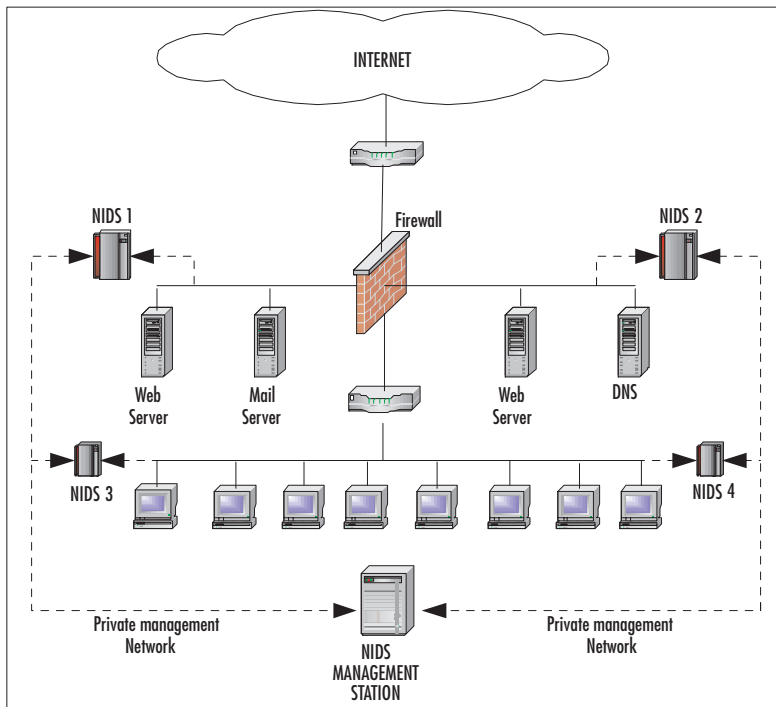 INTERNET
Firewall
NIDS 1
NIDS 2
Web
Server
Mail
Server
Web
Server
DNS
NIDS 3
NIDS 4
Private management
Network
NIDS
MANAGEMENT
STATION
Private management
Network